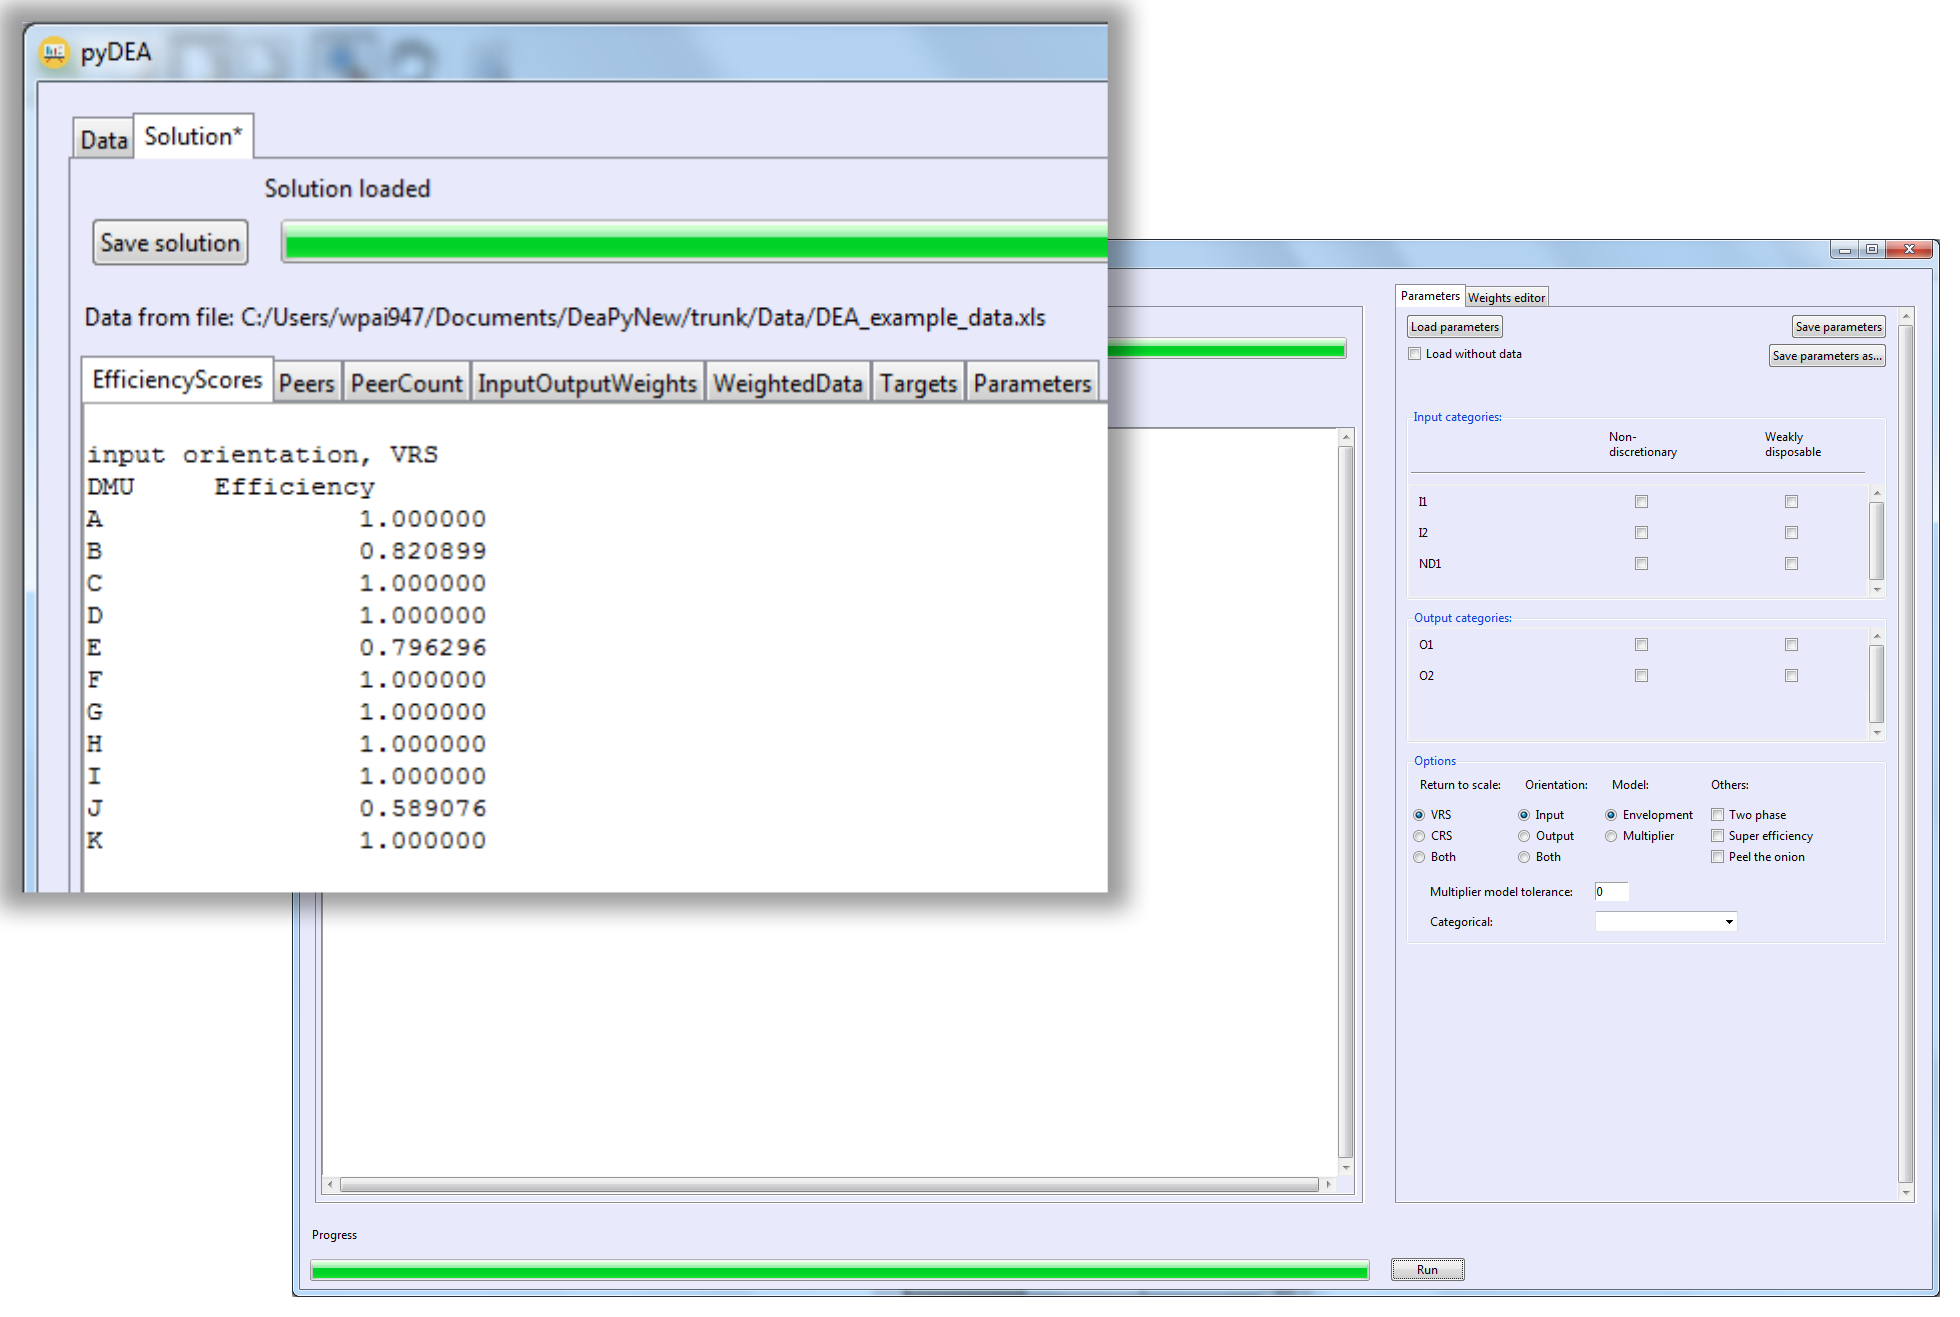 pyDEA
Data Solution*
Solution loaded
Save solution
Data from file: C:/Users/wpai947/Documents/DeaPyNew/trunk/Data/DEA_example_data.xls
EfficiencyScores Peers PeerCount InputOutputWeights WeightedData Targets Parameters
input orientation, VRS
DMU Efficiency
A 1.000000
B 0.820899
C 1.000000
D 1.000000
E 0.796296
F 1.000000
G 1.000000
H 1.000000
I 1.000000
J 0.589076
K 1.000000
Parameters Weights editor
Load parameters Save parameters
Load without data Save parameters as...
Input categories:
Non- Weakly
discretionary disposable
I1
I2
ND1
Output categories:
O1
O2
Options
Return to scale: Orientation: Model: Others:
VRS Input Envelopment Two phase
CRS Output Multiplier Super efficiency
Both Both Peel the onion
Multiplier model tolerance: 0
Categorical:
Progress
Run